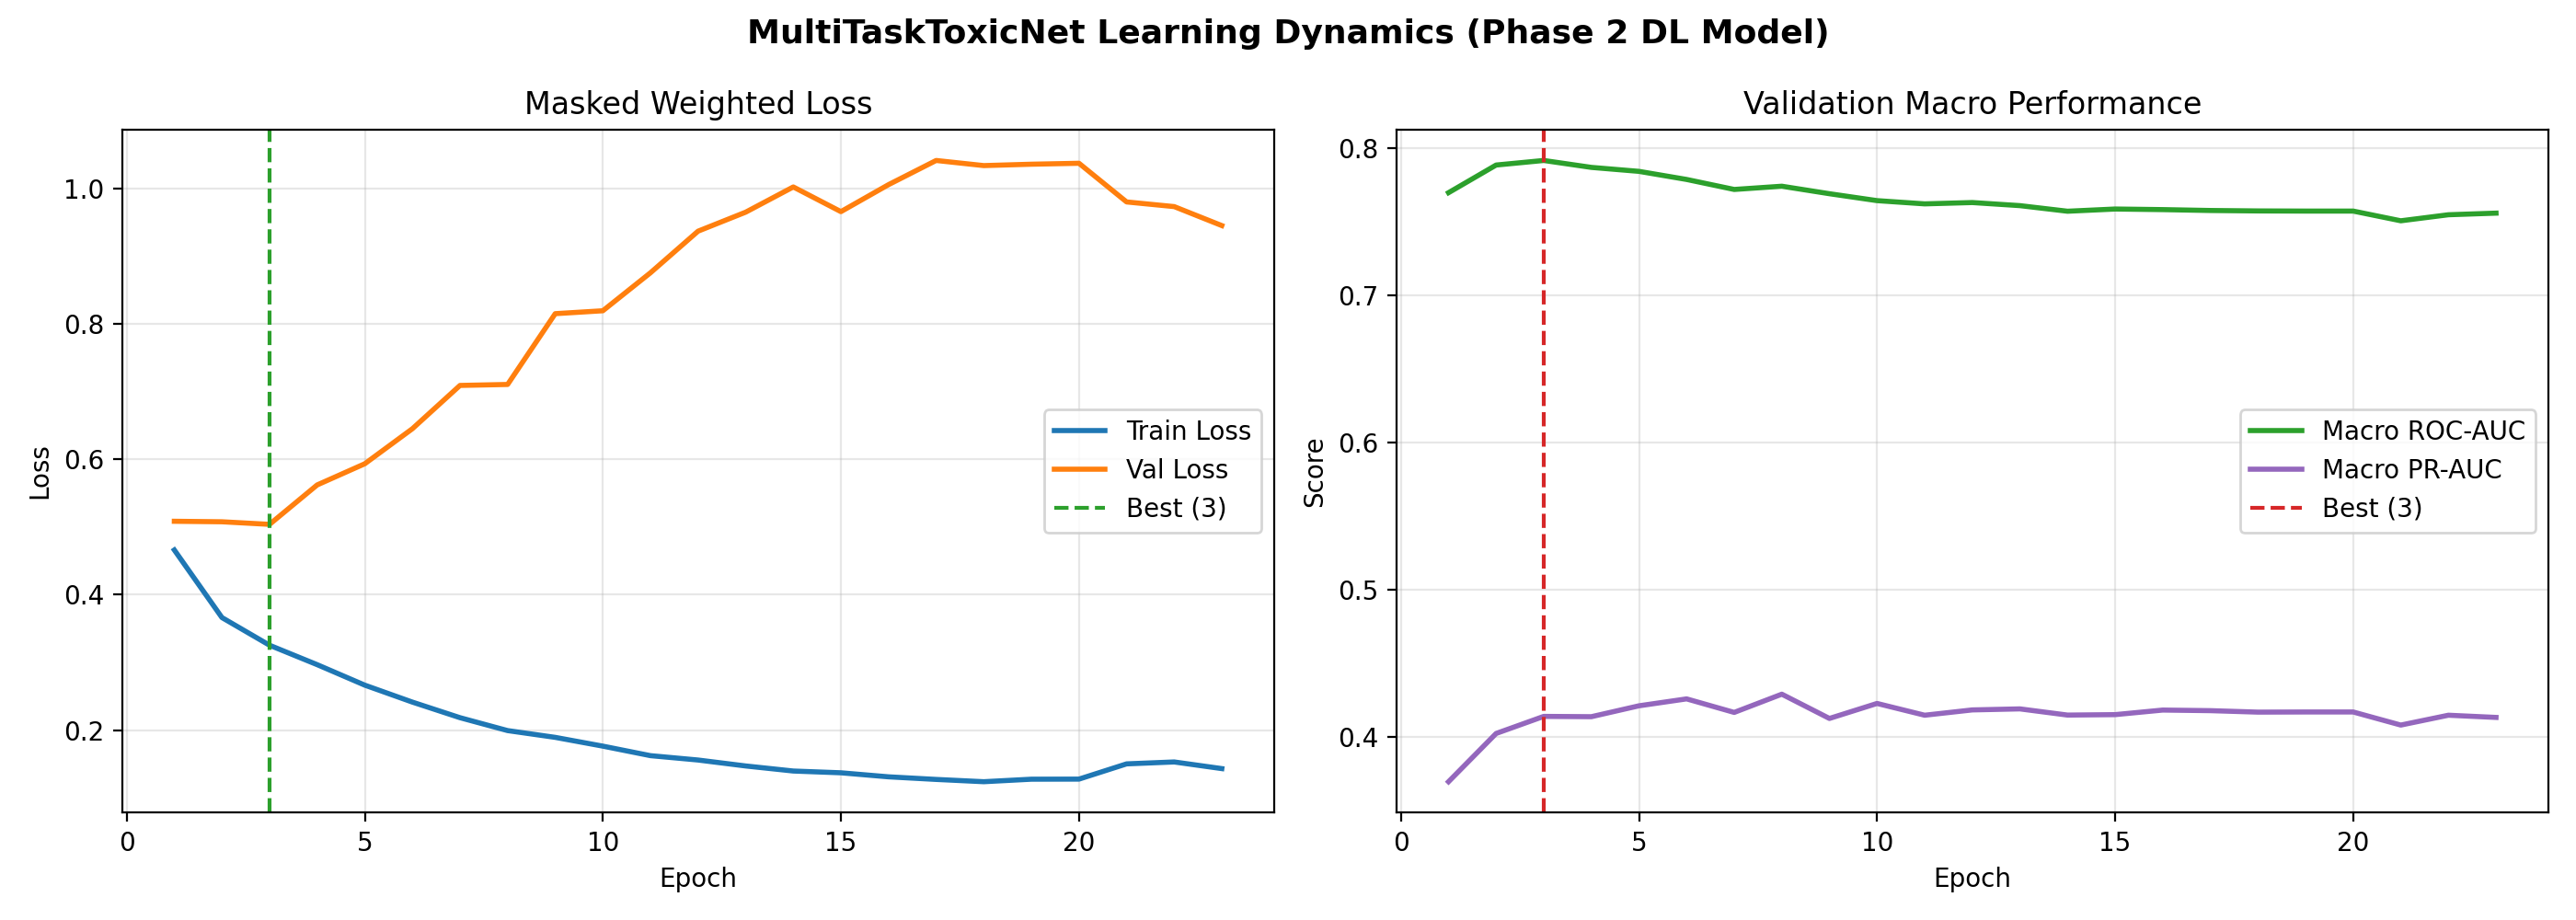 MultiTaskToxicNet Learning Dynamics (Phase 2 DL Model)
Masked Weighted Loss
1.0
0.8
0.6
0.4
0.2
Loss
Train Loss
Val Loss
Best (3)
0 5 10 15 20
Epoch
Validation Macro Performance
0.8
0.7
0.6
0.5
0.4
Score
Macro ROC-AUC
Macro PR-AUC
Best (3)
0 5 10 15 20
Epoch